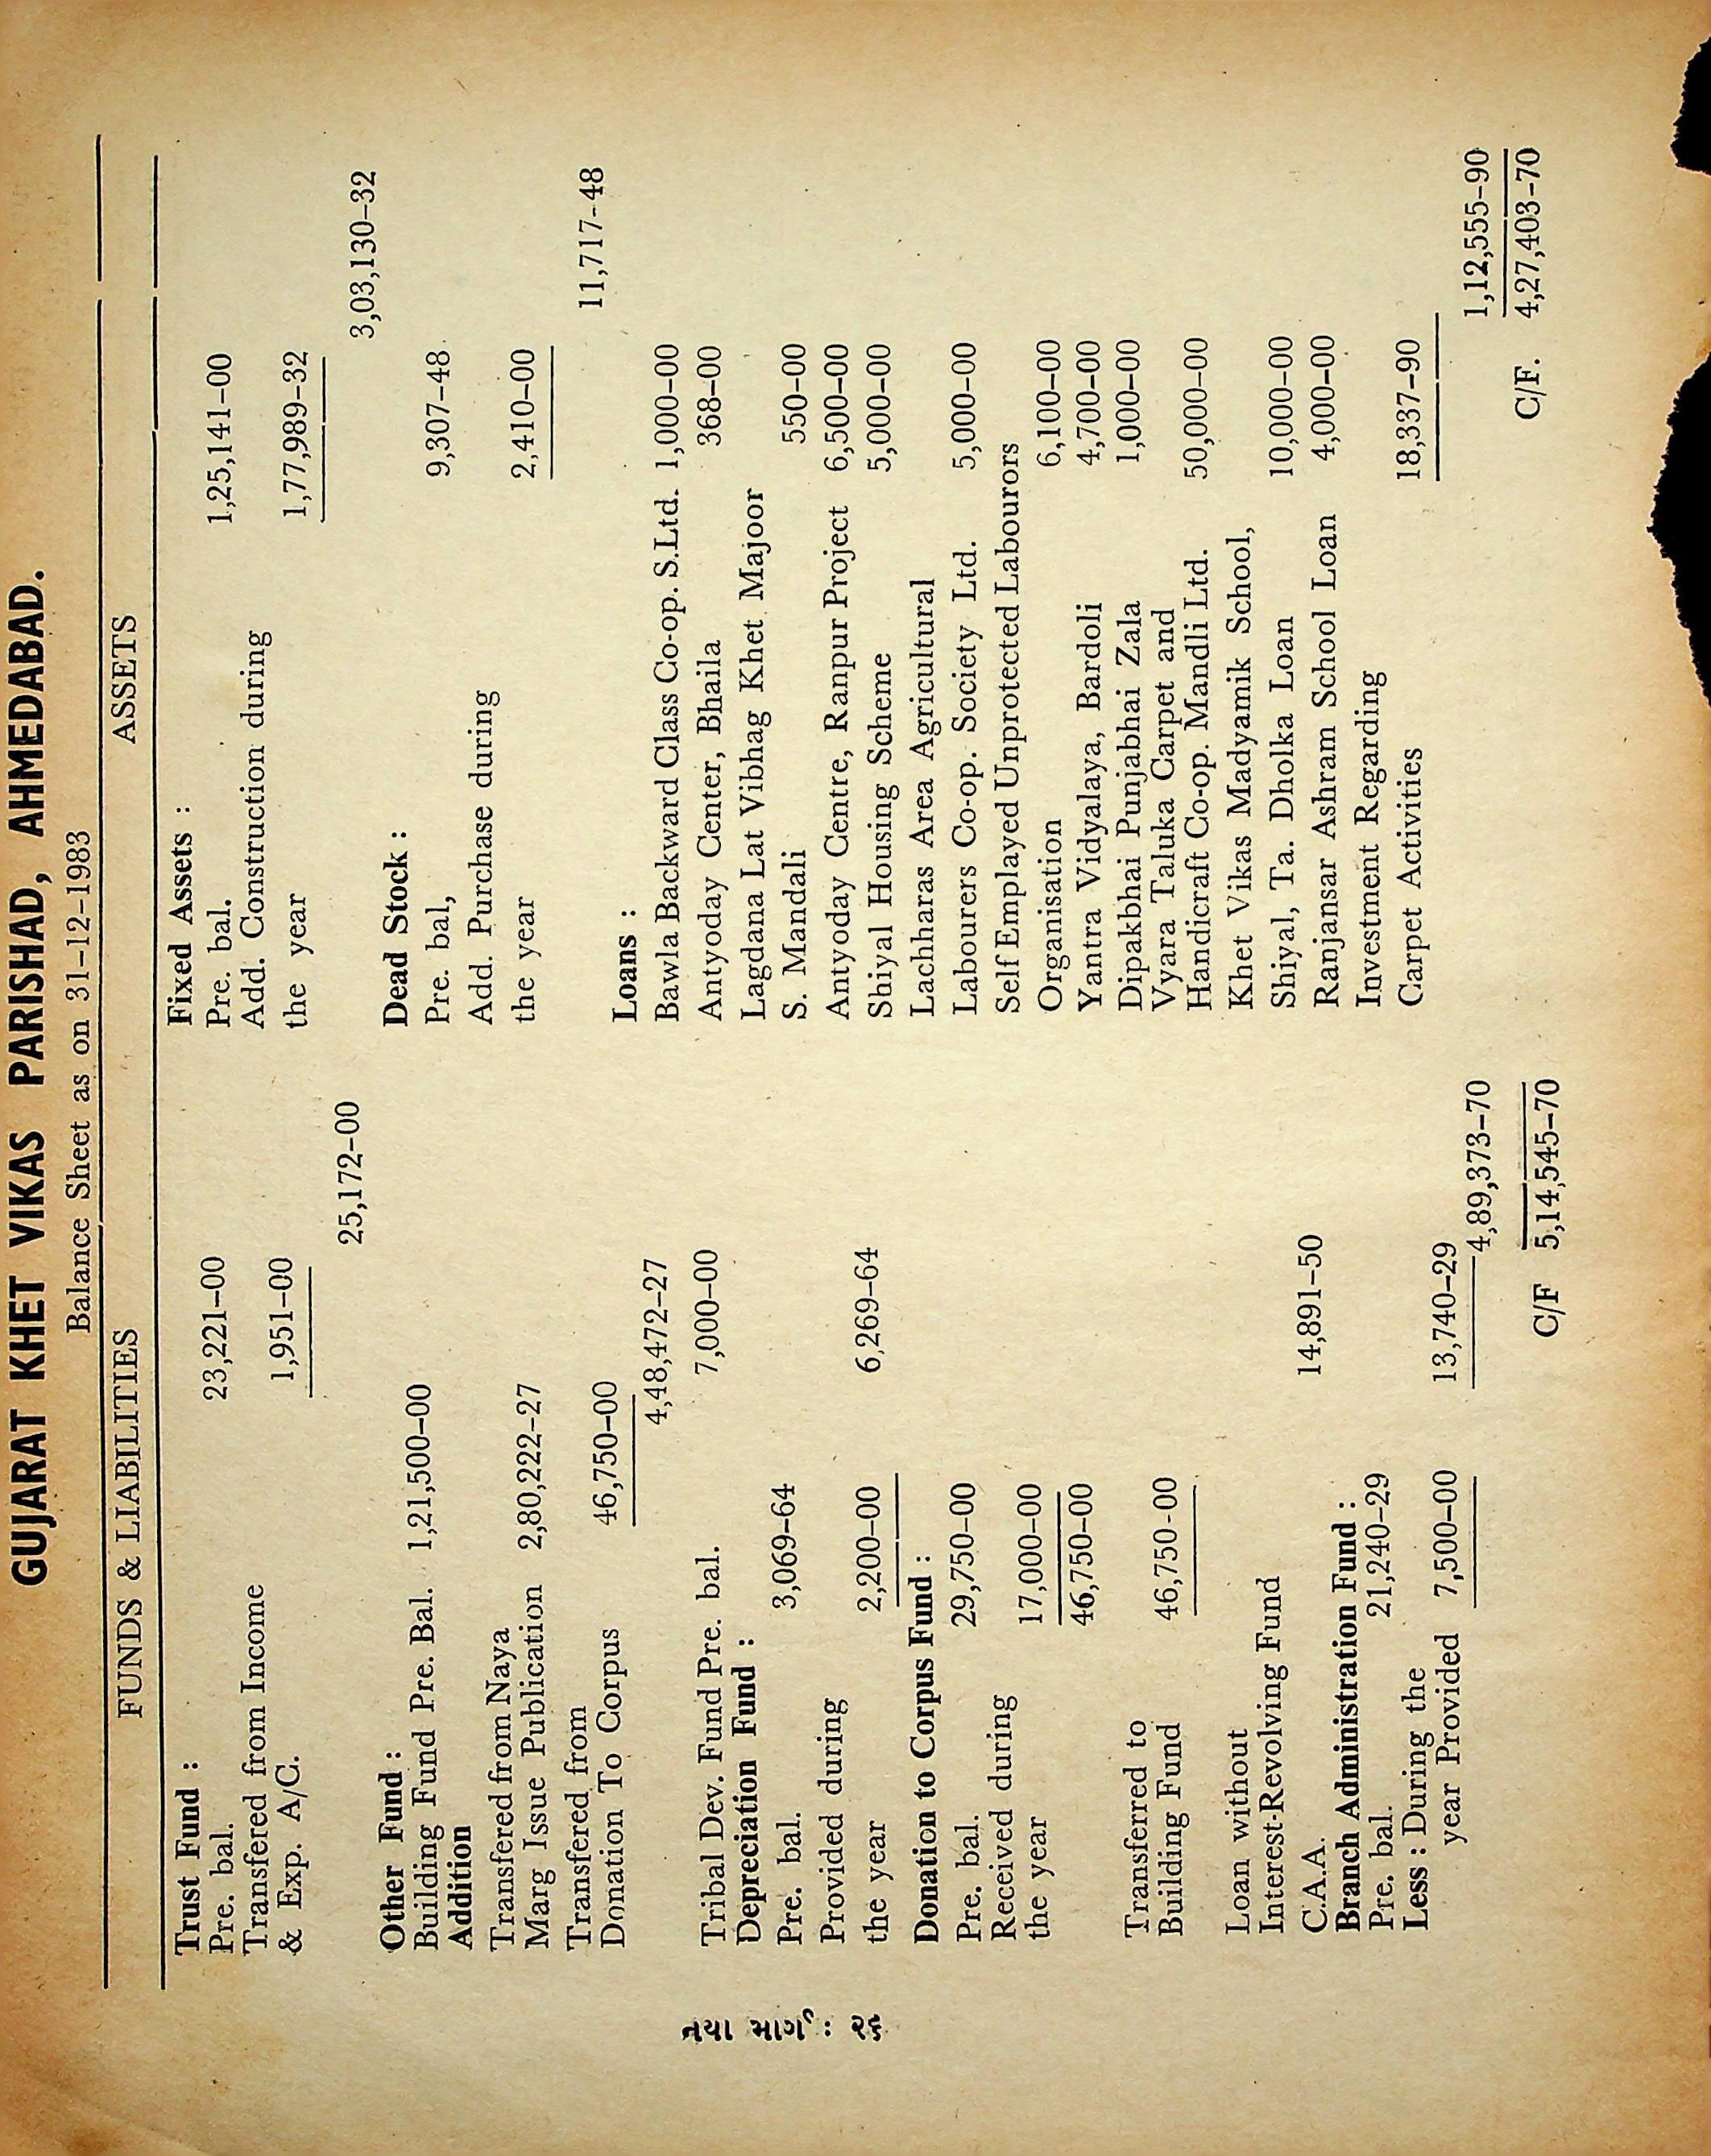 GUJARAT KHET VIKAS PARISHAD, AHMEDABAD.
Balance Sheet as on 31-12-1983
FUNDS & LIABILITIES
Trust Fund :
Pre. bal. 23,221-00
Transfered from Income
& Exp. A/C. 1,951-00
25,172-00
Other Fund :
Building Fund Pre. Bal. 1,21,500-00
Addition
Transfered from Naya
Marg Issue Publication 2,80,222-27
Transfered from
Donation To Corpus 46,750-00
4,48,472-27
Tribal Dev. Fund Pre. bal. 7,000-00
Depreciation Fund :
Pre. bal. 3,069-64
Provided during
the year 2,200-00 6,269-64
Donation to Corpus Fund :
Pre. bal. 29,750-00
Received during
the year 17,000-00
46,750-00
Transferred to
Building Fund 46,750-00
Loan without
Interest-Revolving Fund
C.A.A. 14,891-50
Branch Administration Fund :
Pre. bal. 21,240-29
Less : During the
year Provided 7,500-00 13,740-29
4,89,373-70
C/F 5,14,545-70
ASSETS
Fixed Assets :
Pre. bal. 1,25,141-00
Add. Construction during
the year 1,77,989-32
3,03,130-32
Dead Stock :
Pre. bal, 9,307-48
Add. Purchase during
the year 2,410-00
11,717-48
Loans :
Bawla Backward Class Co-op. S.Ltd. 1,000-00
Antyoday Center, Bhaila 368-00
Lagdana Lat Vibhag Khet Majoor
S. Mandali 550-00
Antyoday Centre, Ranpur Project 6,500-00
Shiyal Housing Scheme 5,000-00
Lachharas Area Agricultural
Labourers Co-op. Society Ltd. 5,000-00
Self Emplayed Unprotected Labourors
Organisation 6,100-00
Yantra Vidyalaya, Bardoli 4,700-00
Dipakbhai Punjabhai Zala 1,000-00
Vyara Taluka Carpet and
Handicraft Co-op. Mandli Ltd. 50,000-00
Khet Vikas Madyamik School,
Shiyal, Ta. Dholka Loan 10,000-00
Ranjansar Ashram School Loan 4,000-00
Investment Regarding
Carpet Activities 18,337-90
1,12,555-90
C/F. 4,27,403-70
નયા માર્ગ : ૨૬